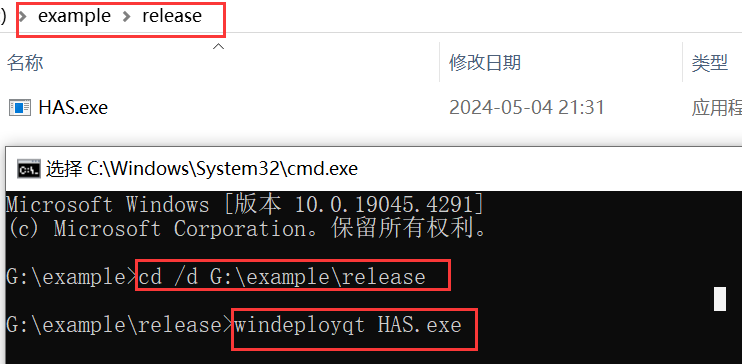 ) > example > release
名称 修改日期 类型
HAS.exe 2024-05-04 21:31 应用程
选择 C:\Windows\System32\cmd.exe
Microsoft Windows [版本 10.0.19045.4291]
(c) Microsoft Corporation。保留所有权利。
G:\example>cd /d G:\example\release
G:\example\release>windeployqt HAS.exe